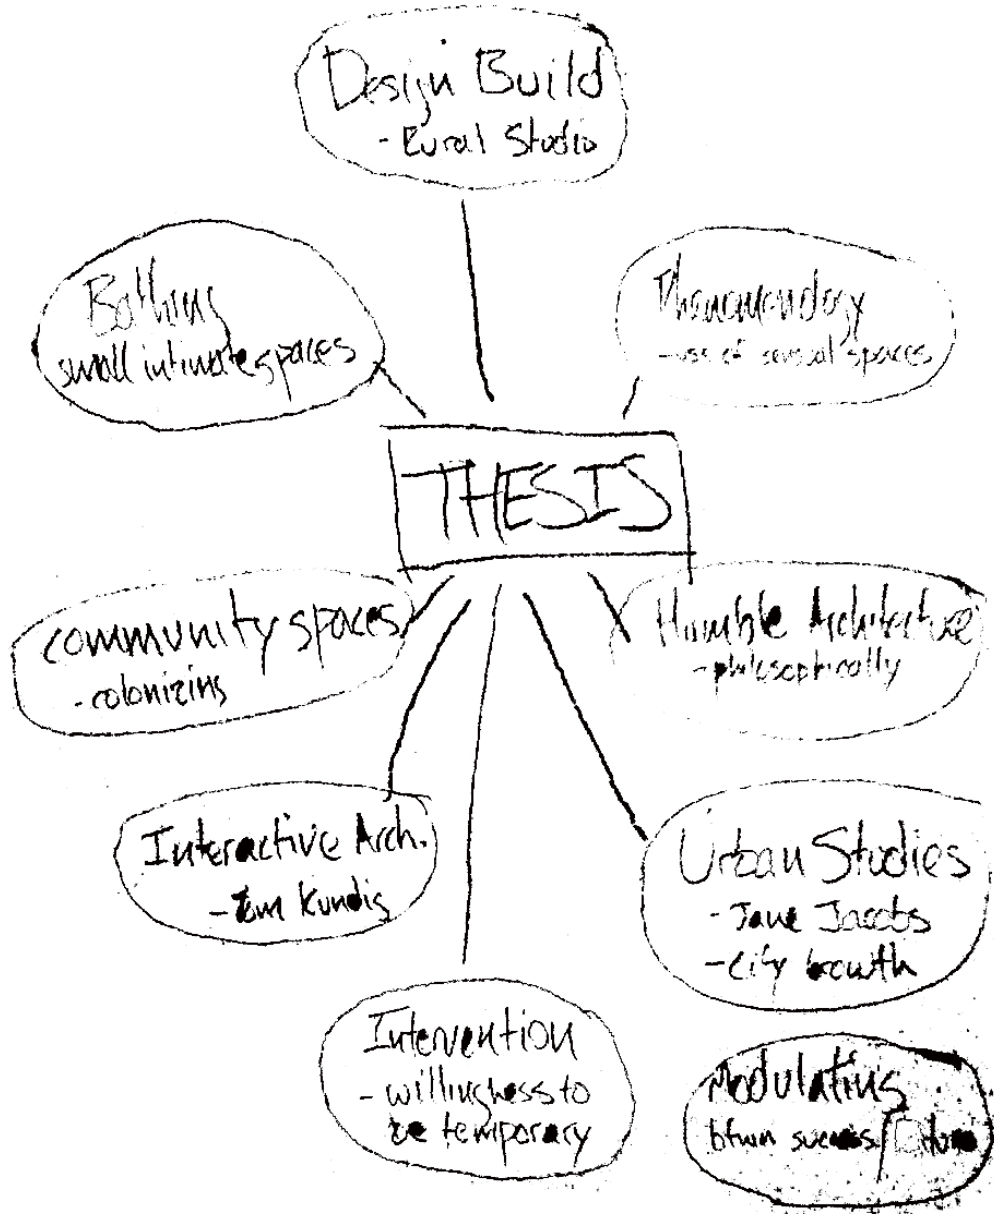 Design Build
- Rural Studio
Bathing
small intimate spaces
Phenomenology
- use of sensual spaces
THESIS
community spaces
- colonizing
Humble Architecture
- philosophically
Interactive Arch.
- Tom Kundig
Urban Studies
- Jane Jacobs
- City Growth
Intervention
- willingness to
be temporary
Modulating
btwn success/